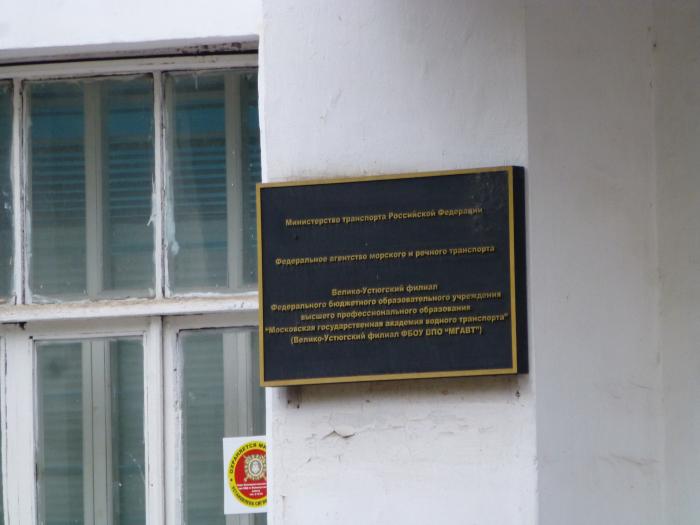 Министерство транспорта Российской Федерации
Федеральное агентство морского и речного транспорта
Велико-Устюгский филиал
Федерального бюджетного образовательного учреждения
высшего профессионального образования
"Московская государственная академия водного транспорта"
(Велико-Устюгский филиал ФБОУ ВПО "МГАВТ")
ОХРАНЯЕТСЯ